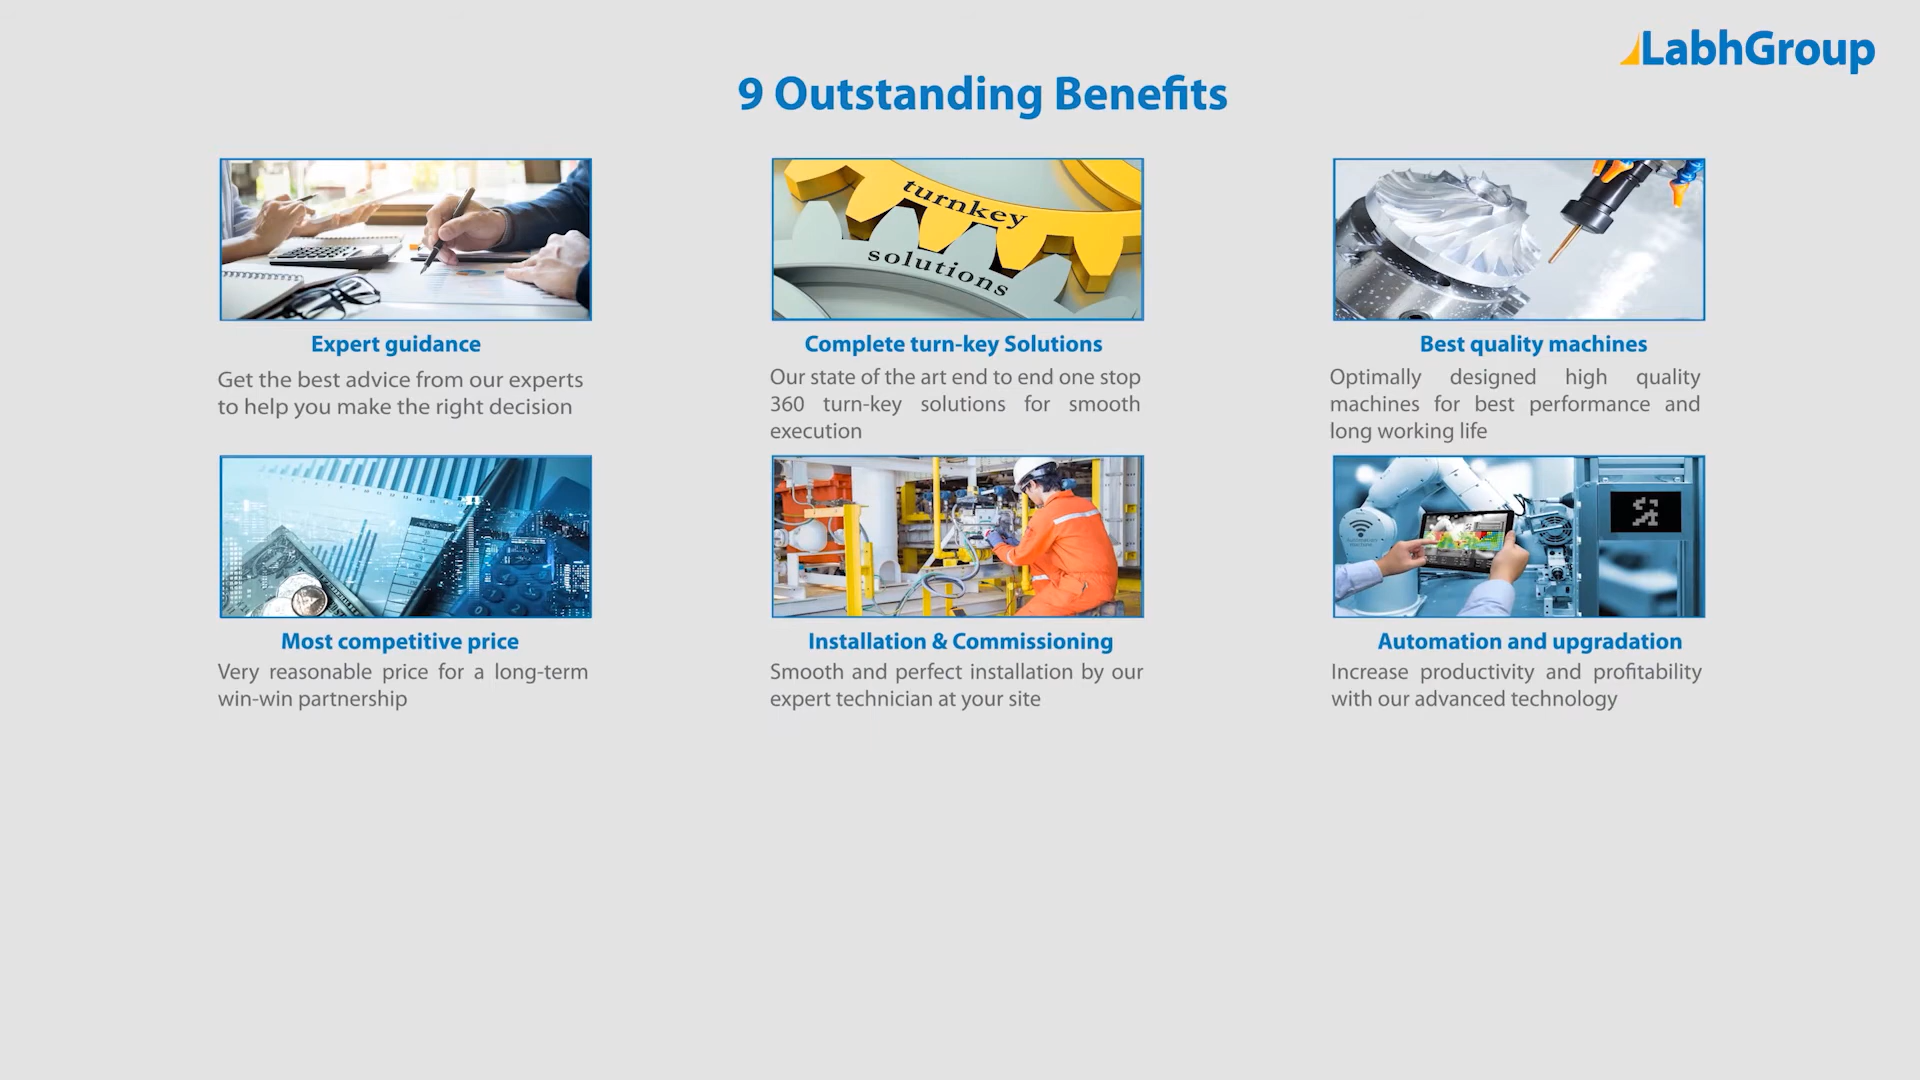 LabhGroup
9 Outstanding Benefits
turnkey
solutions
Expert guidance
Get the best advice from our experts
to help you make the right decision
Complete turn-key Solutions
Our state of the art end to end one stop
360 turn-key solutions for smooth
execution
Best quality machines
Optimally designed high quality
machines for best performance and
long working life
Most competitive price
Very reasonable price for a long-term
win-win partnership
Installation & Commissioning
Smooth and perfect installation by our
expert technician at your site
Automation and upgradation
Increase productivity and profitability
with our advanced technology